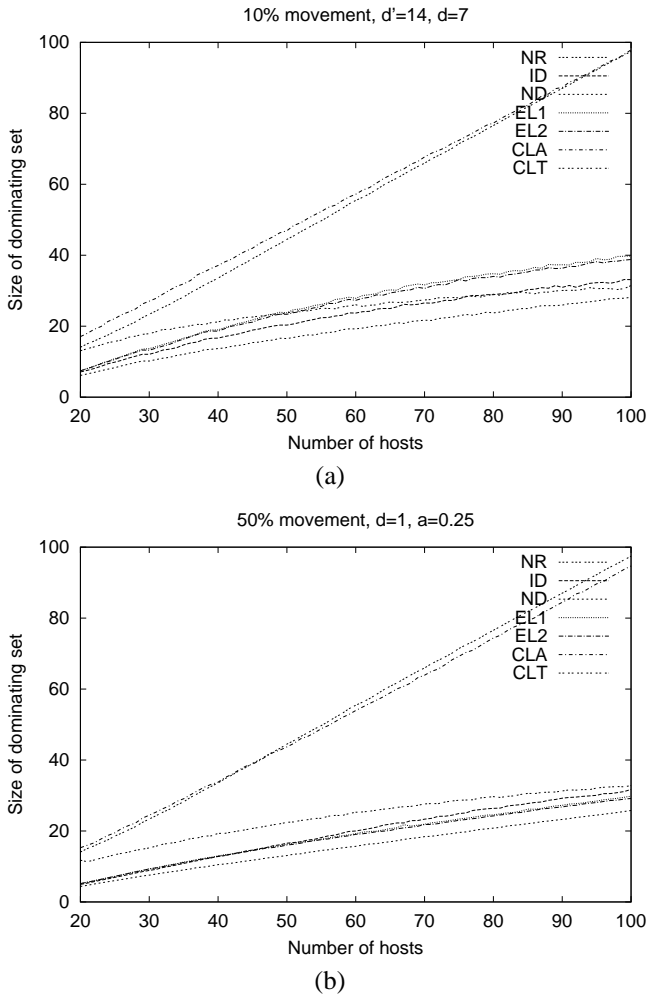 10% movement, d'=14, d=7
Size of dominating set
100
80
60
40
20
0
NR
ID
ND
EL1
EL2
CLA
CLT
20 30 40 50 60 70 80 90 100
Number of hosts
(a)
50% movement, d=1, a=0.25
Size of dominating set
100
80
60
40
20
0
NR
ID
ND
EL1
EL2
CLA
CLT
20 30 40 50 60 70 80 90 100
Number of hosts
(b)